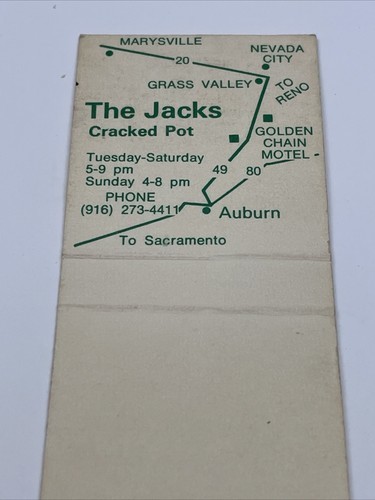 MARYSVILLE
NEVADA
CITY
20
GRASS VALLEY
TO
RENO
The Jacks
Cracked Pot
GOLDEN
CHAIN
MOTEL
Tuesday-Saturday
5-9 pm
Sunday 4-8 pm
49
80
PHONE
(916) 273-4411
Auburn
To Sacramento